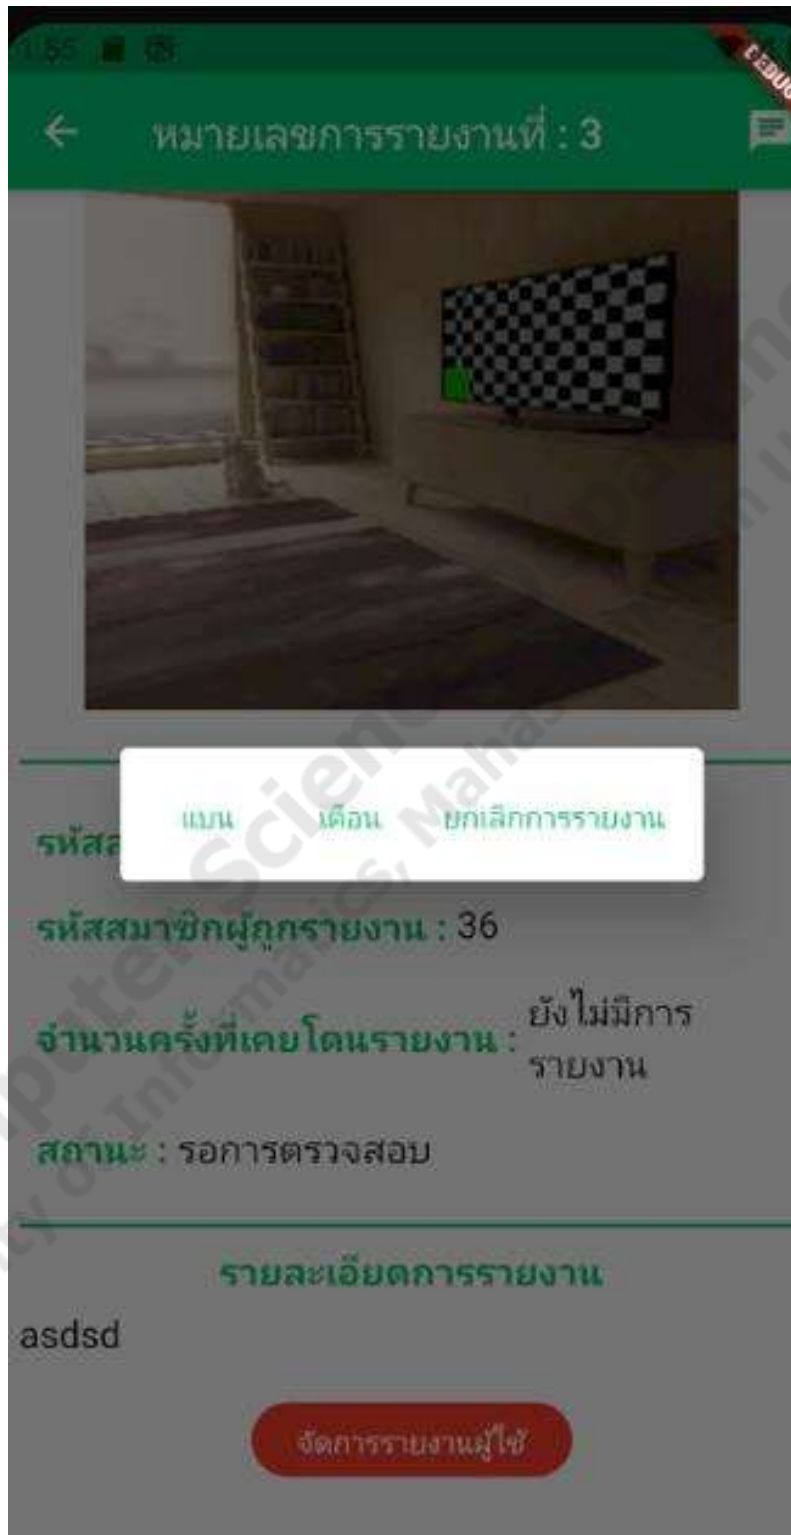 1:55
หมายเลขการรายงานที่ : 3
แบน เตือน ยกเลิกการรายงาน
รหัสส
รหัสสมาชิกผู้ถูกรายงาน : 36
จำนวนครั้งที่เคยโดนรายงาน : ยังไม่มีการ
รายงาน
สถานะ : รอการตรวจสอบ
รายละเอียดการรายงาน
asdsd
จัดการรายงานผู้ใช้